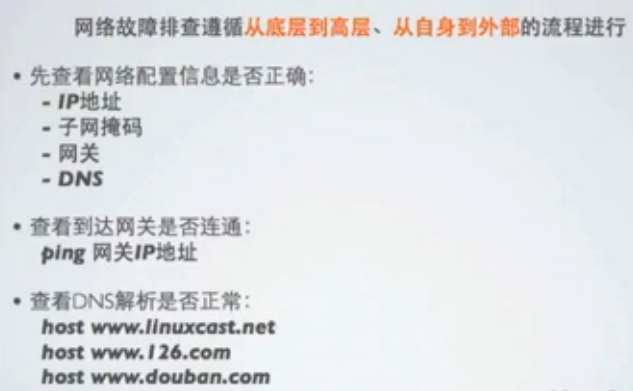 网络故障排查遵循从底层到高层、从自身到外部的流程进行
• 先查看网络配置信息是否正确：
- IP地址
- 子网掩码
- 网关
- DNS
• 查看到达网关是否连通：
ping 网关IP地址
• 查看DNS解析是否正常：
host www.linuxcast.net
host www.126.com
host www.douban.com